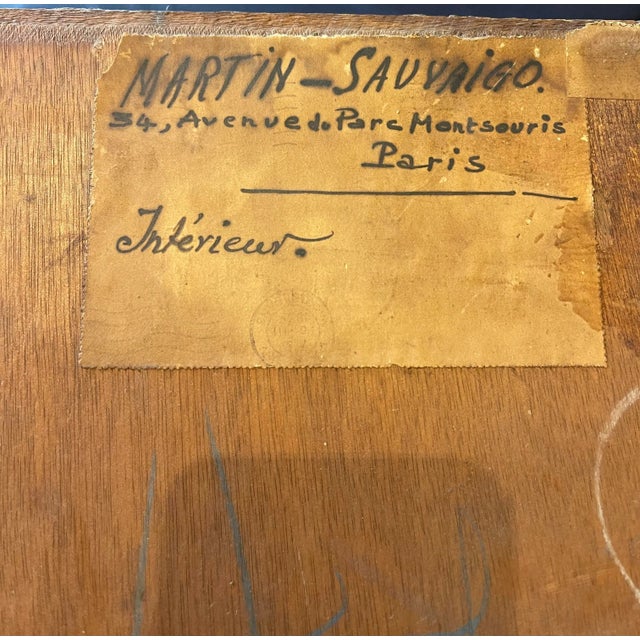 MARTIN - SAUVAIGO.
34, Avenue du Parc Montsouris
Paris
Intérieur.